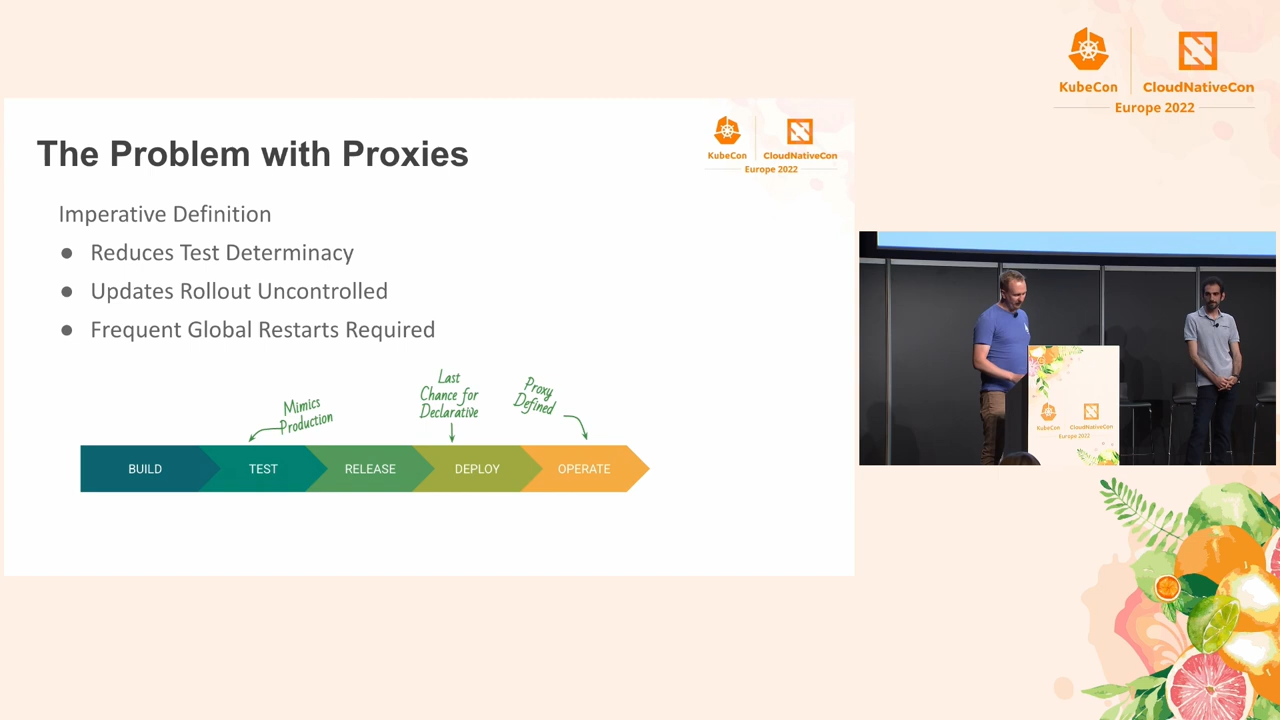 KubeCon
CloudNativeCon
Europe 2022
The Problem with Proxies
KubeCon
CloudNativeCon
Europe 2022
Imperative Definition
● Reduces Test Determinacy
● Updates Rollout Uncontrolled
● Frequent Global Restarts Required
Mimics
Production
Last
Chance for
Declarative
Proxy
Defined
BUILD
TEST
RELEASE
DEPLOY
OPERATE
KubeCon
CloudNativeCon
Europe 2022